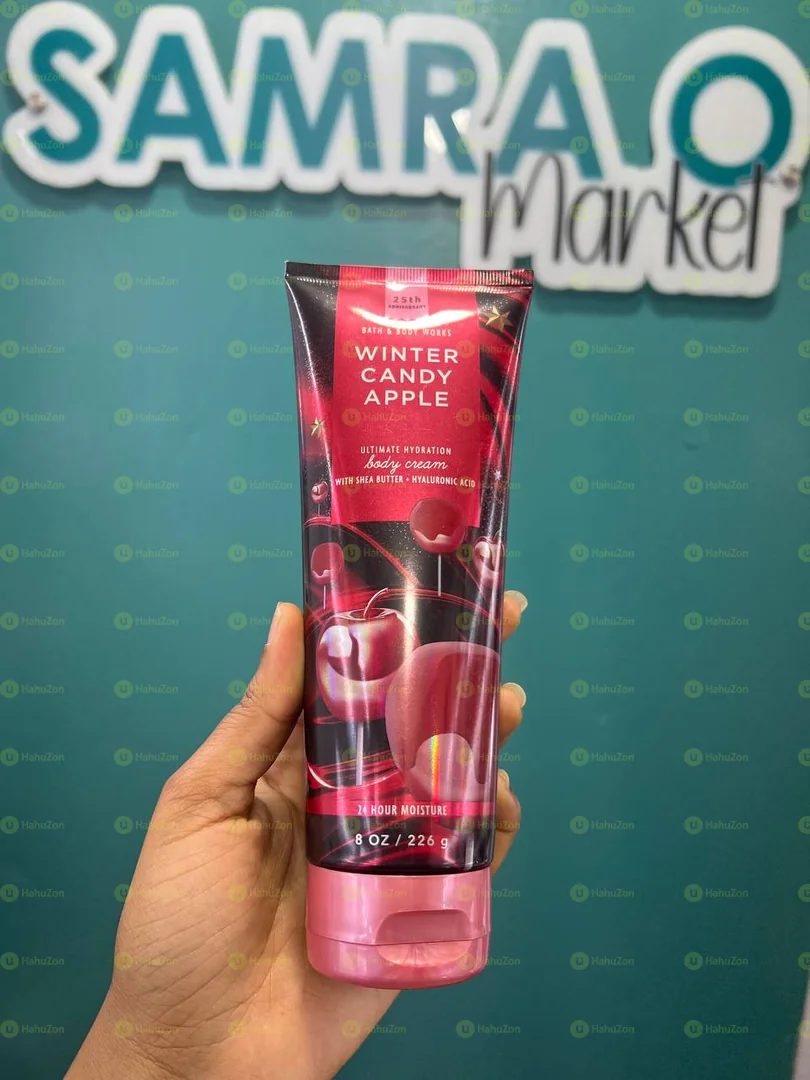 SAMRA
Market
25th
ANNIVERSARY
BATH & BODY WORKS
WINTER
CANDY
APPLE
ULTIMATE HYDRATION
body cream
WITH SHEA BUTTER • HYALURONIC ACID
24 HOUR MOISTURE
8 OZ / 226 g
HahuZon